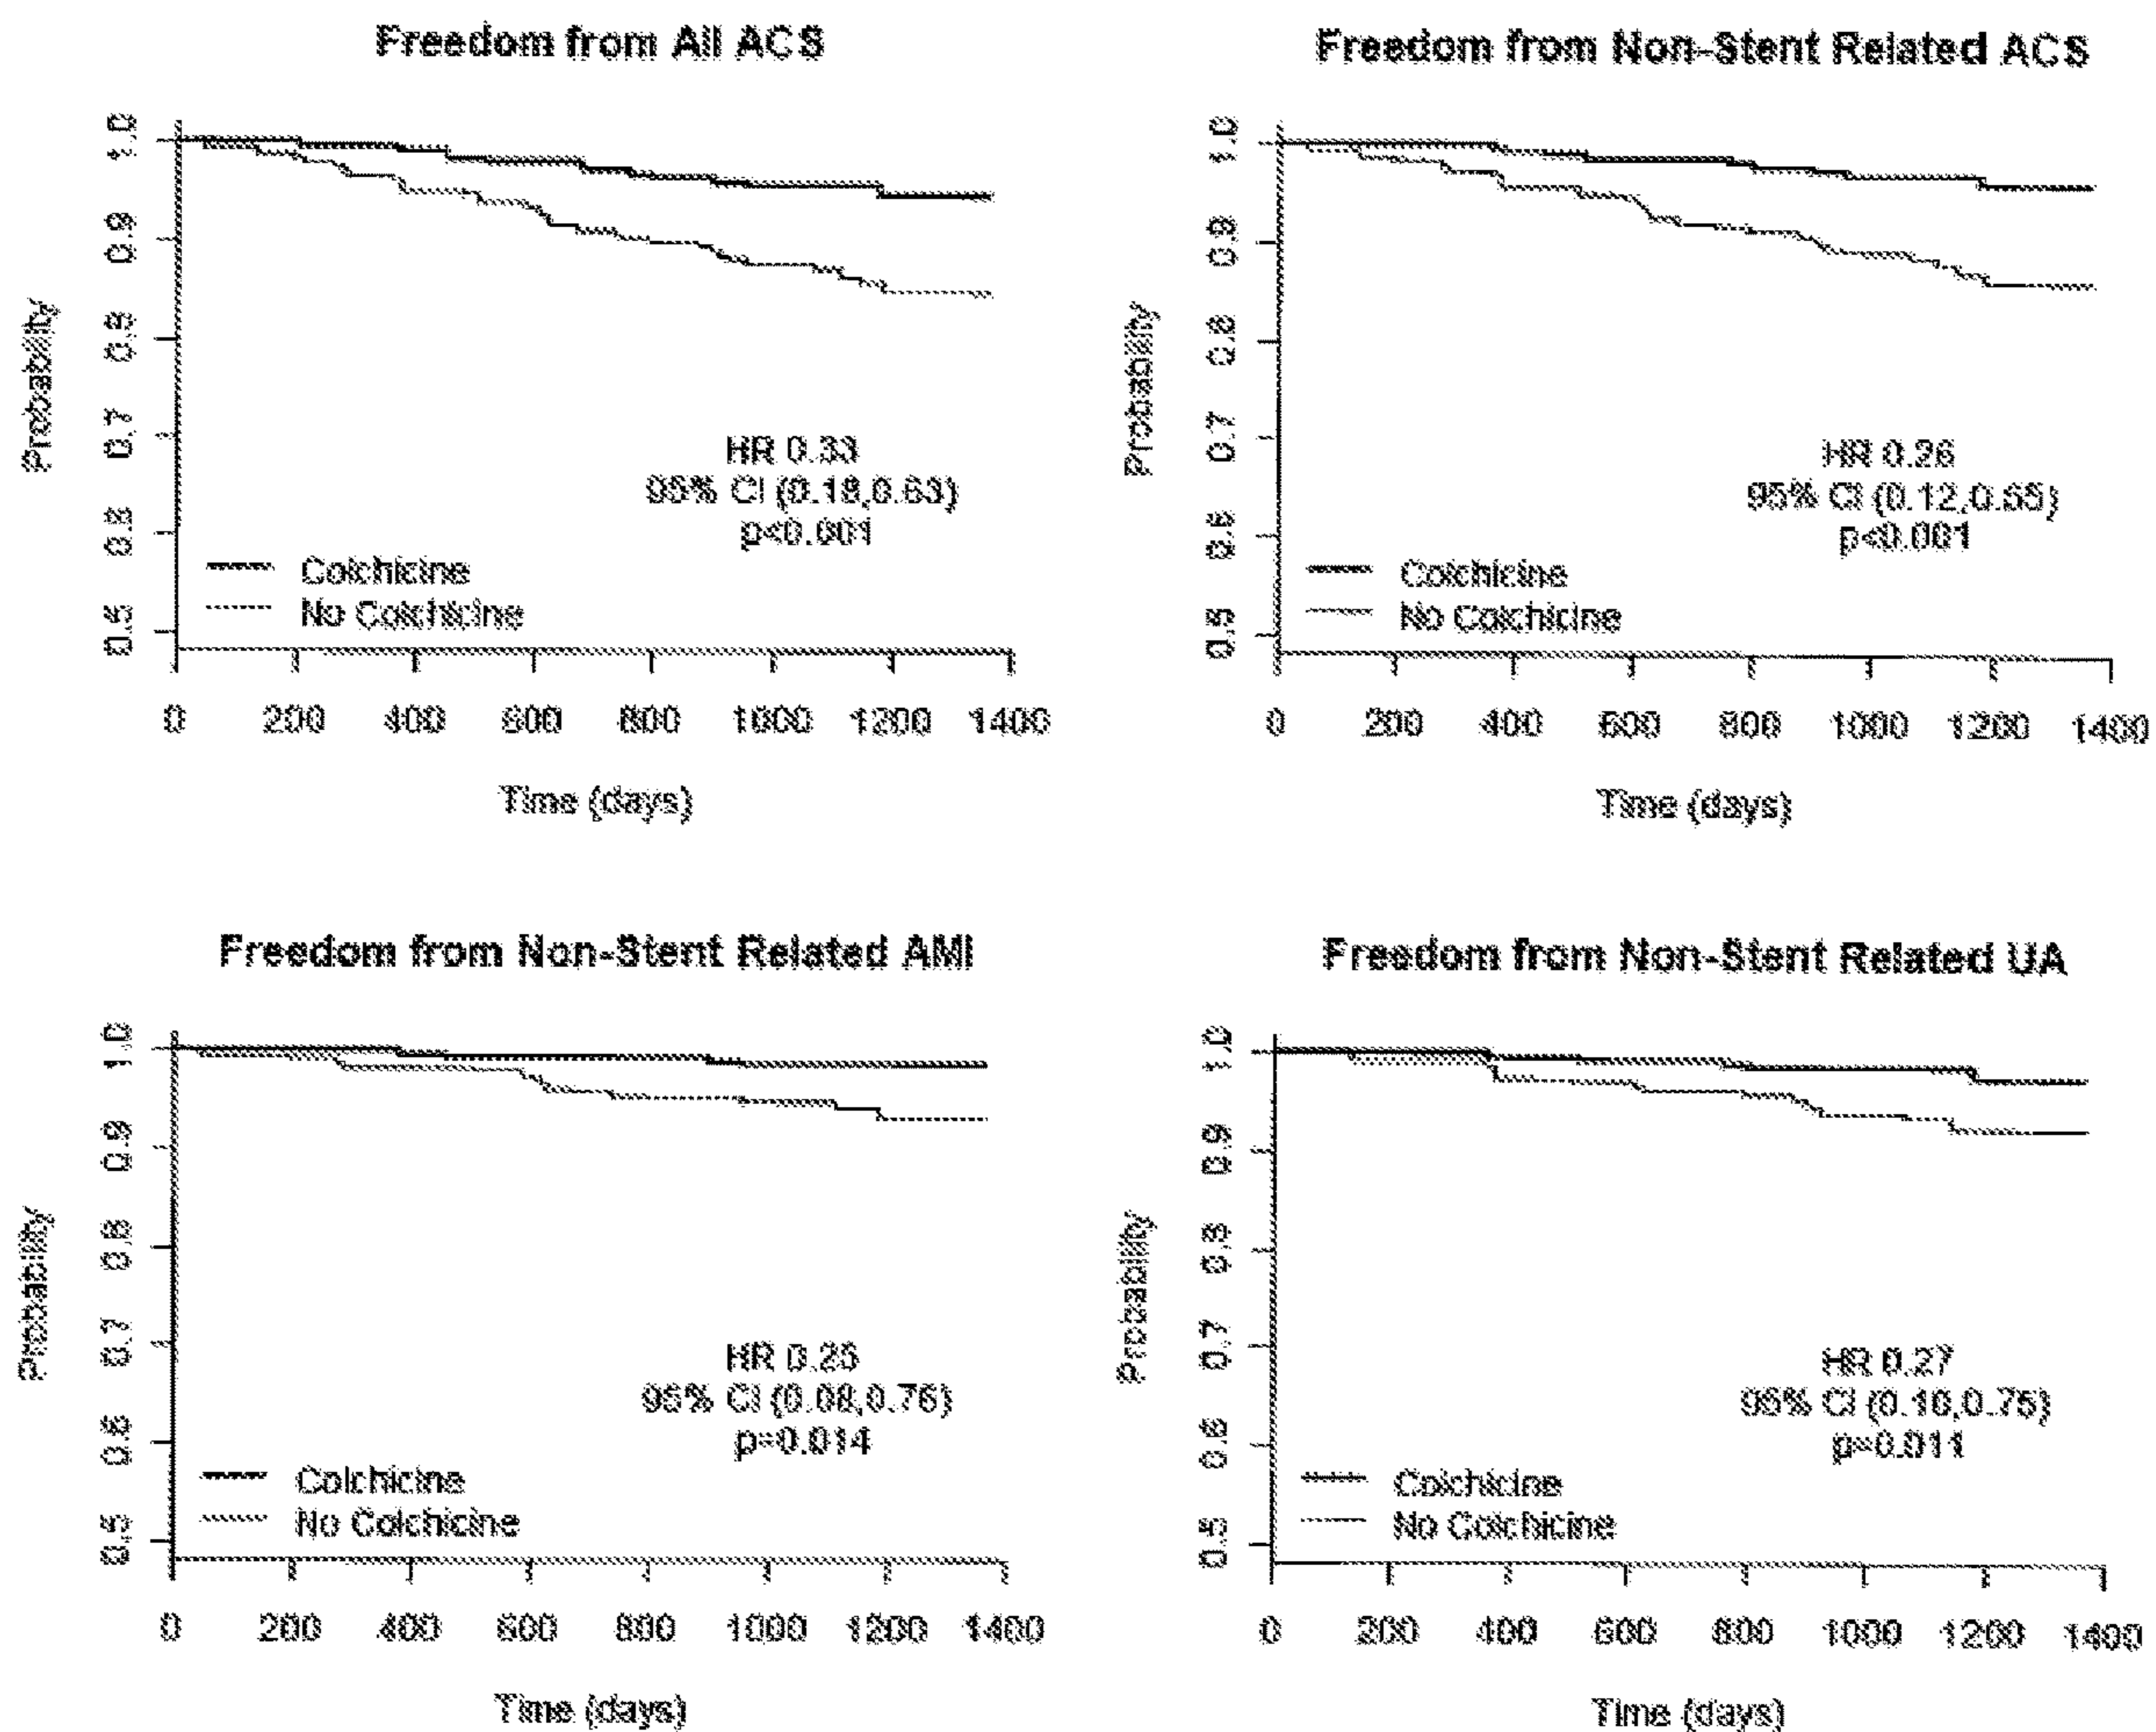 Freedom from All ACS
Probability
1.0
0.9
0.8
0.7
0.6
0.5
HR 0.33
95% CI (0.18,0.63)
p<0.001
Colchicine
No Colchicine
0 200 400 600 800 1000 1200 1400
Time (days)
Freedom from Non-Stent Related ACS
Probability
1.0
0.9
0.8
0.7
0.6
0.5
HR 0.26
95% CI (0.12,0.55)
p<0.001
Colchicine
No Colchicine
0 200 400 600 800 1000 1200 1400
Time (days)
Freedom from Non-Stent Related AMI
Probability
1.0
0.9
0.8
0.7
0.6
0.5
HR 0.25
95% CI (0.08,0.76)
p=0.014
Colchicine
No Colchicine
0 200 400 600 800 1000 1200 1400
Time (days)
Freedom from Non-Stent Related UA
Probability
1.0
0.9
0.8
0.7
0.6
0.5
HR 0.27
95% CI (0.10,0.75)
p=0.011
Colchicine
No Colchicine
0 200 400 600 800 1000 1200 1400
Time (days)